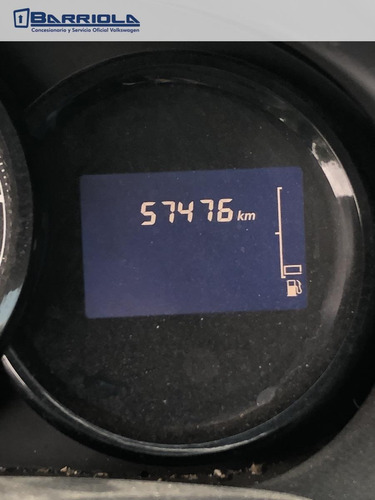 BARRIOLA
Concesionario y Servicio Oficial Volkswagen
57476 km